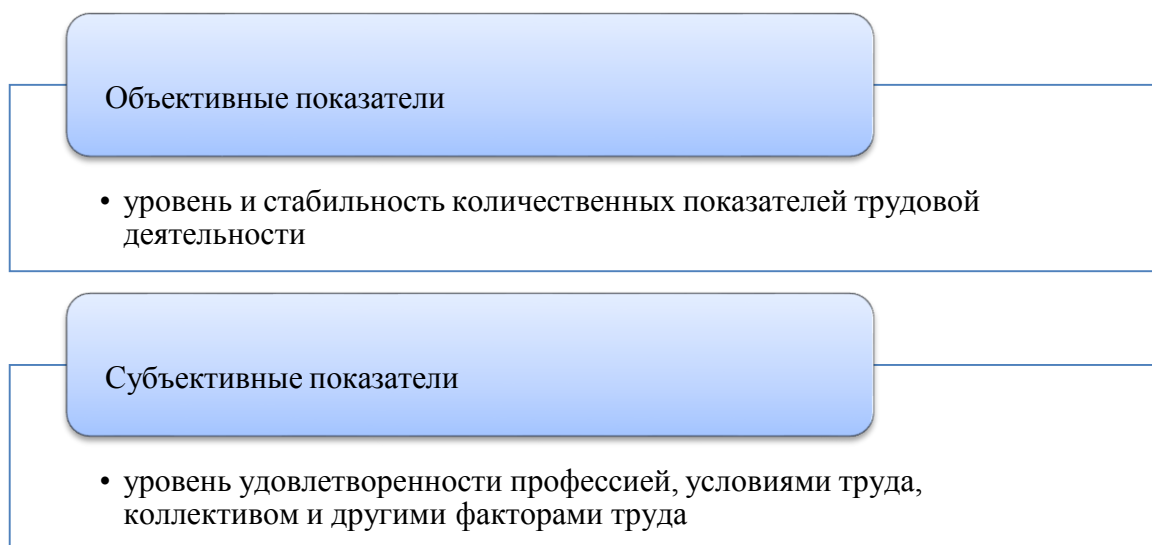 Объективные показатели
• уровень и стабильность количественных показателей трудовой
деятельности
Субъективные показатели
• уровень удовлетворенности профессией, условиями труда,
коллективом и другими факторами труда